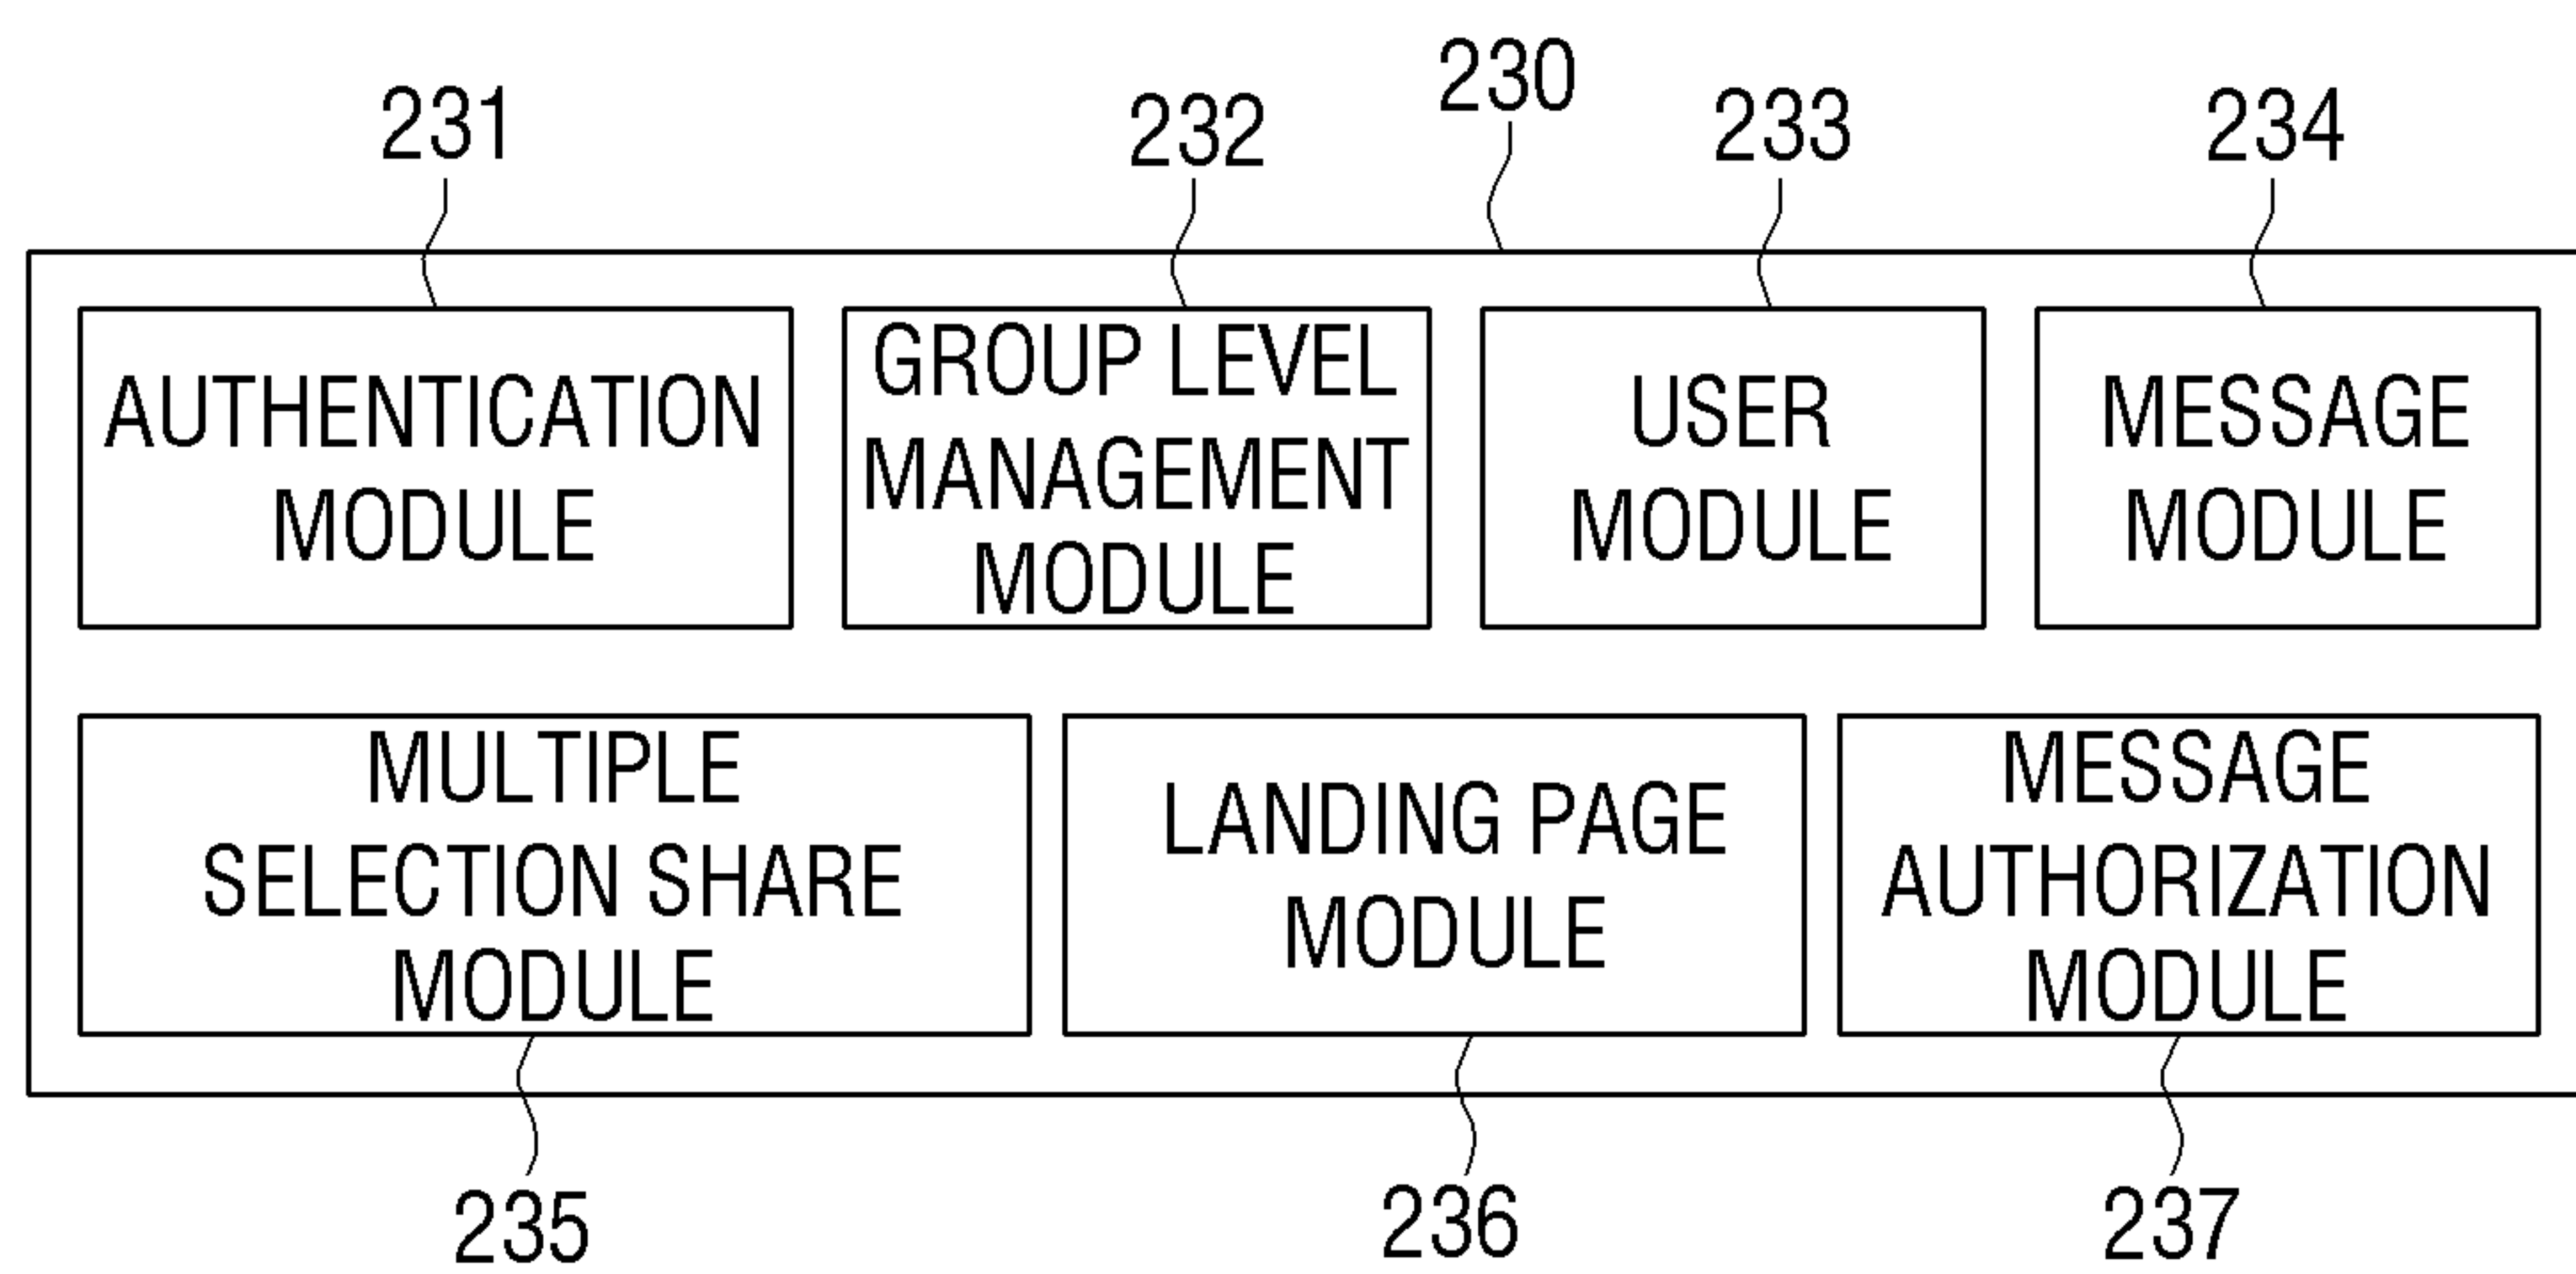 230
231
232
233
234
AUTHENTICATION
MODULE
GROUP LEVEL
MANAGEMENT
MODULE
USER
MODULE
MESSAGE
MODULE
MULTIPLE
SELECTION SHARE
MODULE
LANDING PAGE
MODULE
MESSAGE
AUTHORIZATION
MODULE
235
236
237